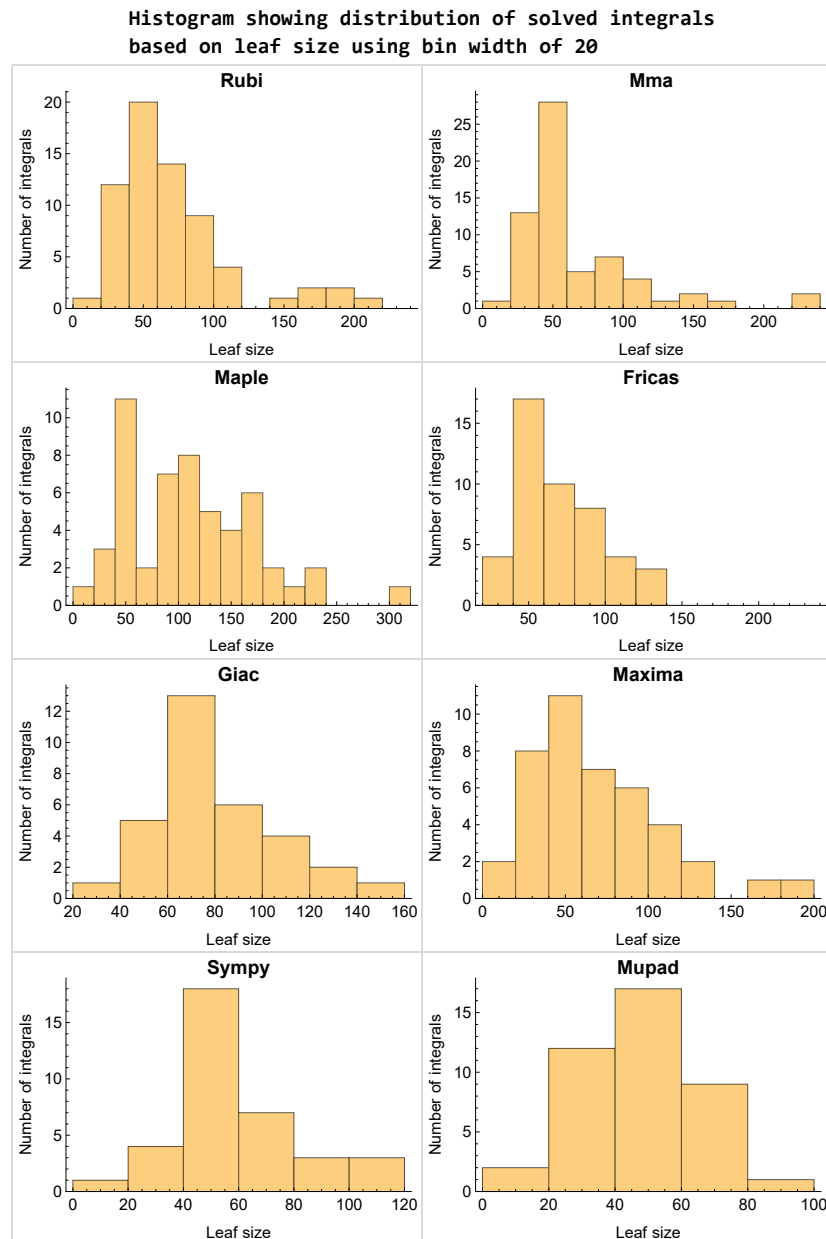 Histogram showing distribution of solved integrals
based on leaf size using bin width of 20
Rubi
Number of integrals
20
15
10
5
0
0 50 100 150 200
Leaf size
Mma
Number of integrals
25
20
15
10
5
0
0 50 100 150 200
Leaf size
Maple
Number of integrals
10
8
6
4
2
0
0 50 100 150 200 250 300
Leaf size
Fricas
Number of integrals
15
10
5
0
50 100 150 200
Leaf size
Giac
Number of integrals
12
10
8
6
4
2
0
20 40 60 80 100 120 140 160
Leaf size
Maxima
Number of integrals
10
8
6
4
2
0
0 50 100 150 200
Leaf size
Sympy
Number of integrals
15
10
5
0
0 20 40 60 80 100 120
Leaf size
Mupad
Number of integrals
15
10
5
0
0 20 40 60 80 100
Leaf size